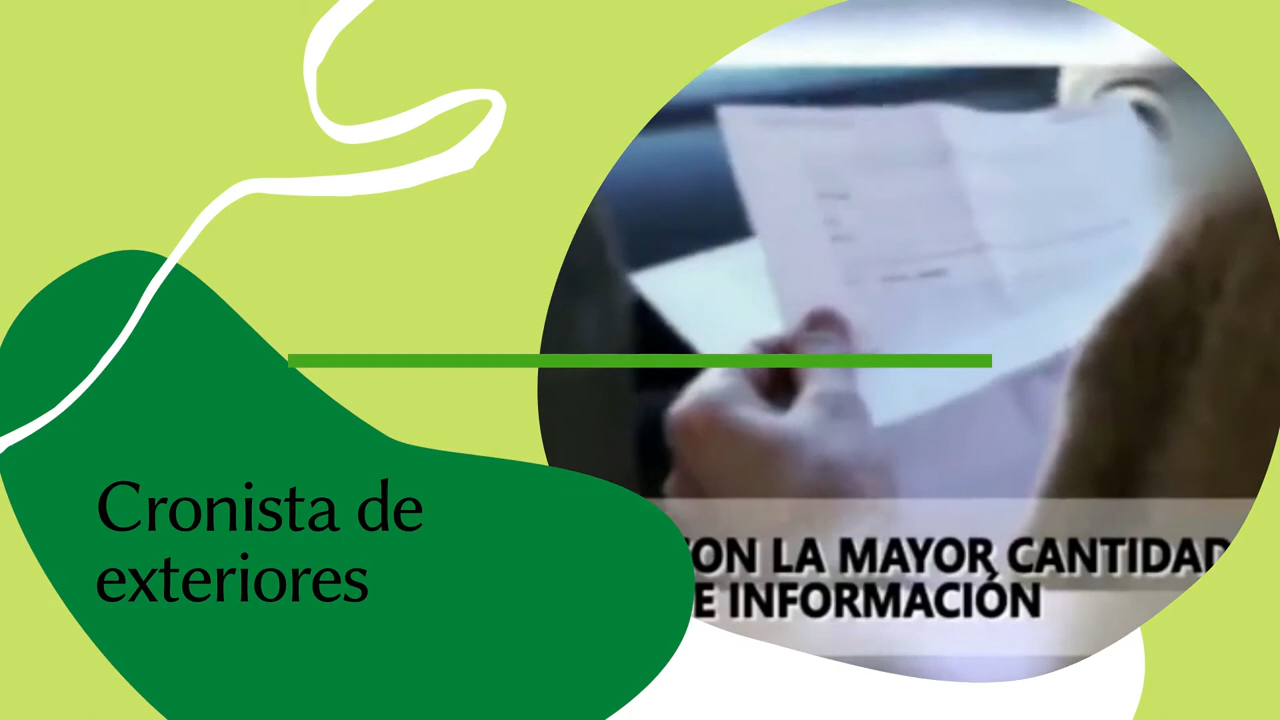 Cronista de
exteriores
ON LA MAYOR CANTIDAD
E INFORMACIÓN